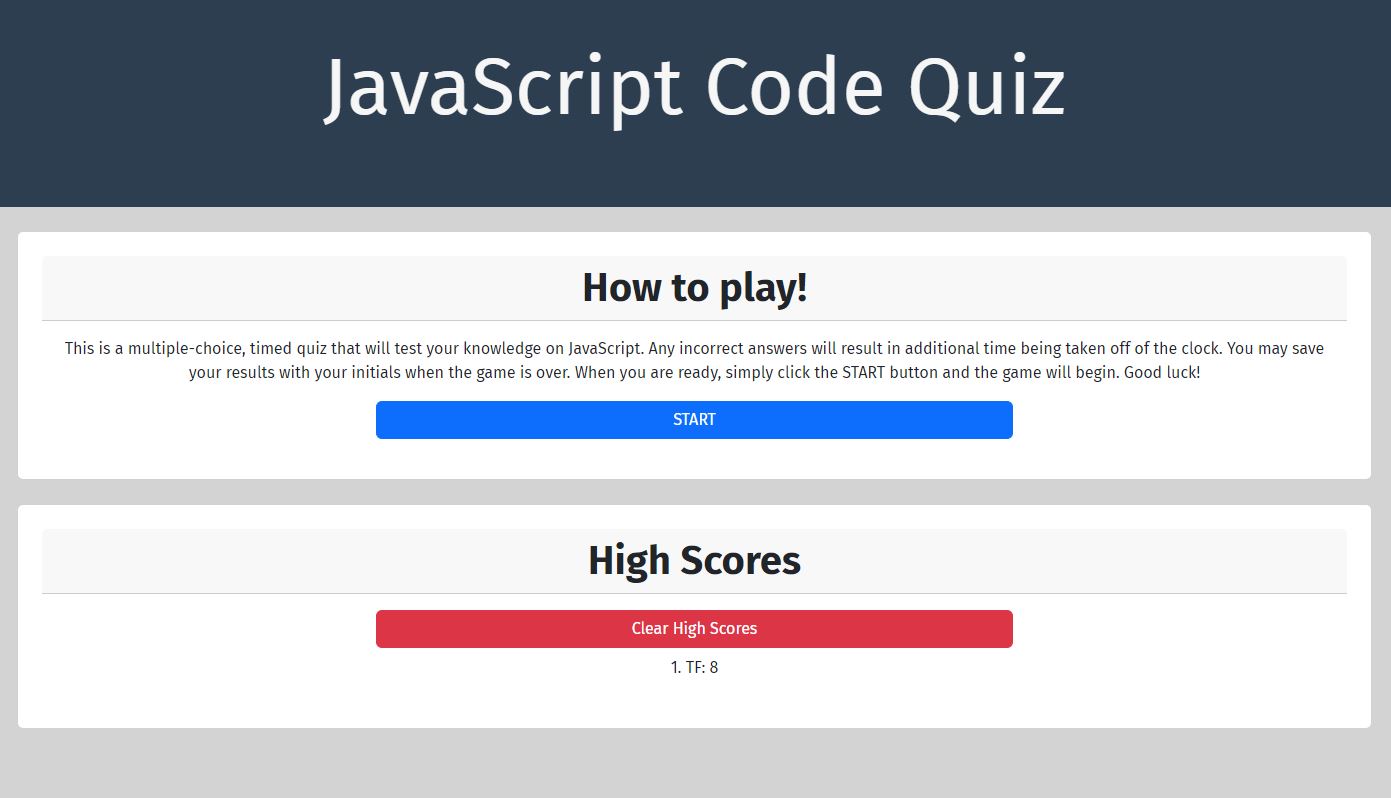 JavaScript Code Quiz
How to play!
This is a multiple-choice, timed quiz that will test your knowledge on JavaScript. Any incorrect answers will result in additional time being taken off of the clock. You may save
your results with your initials when the game is over. When you are ready, simply click the START button and the game will begin. Good luck!
START
High Scores
Clear High Scores
1. TF: 8